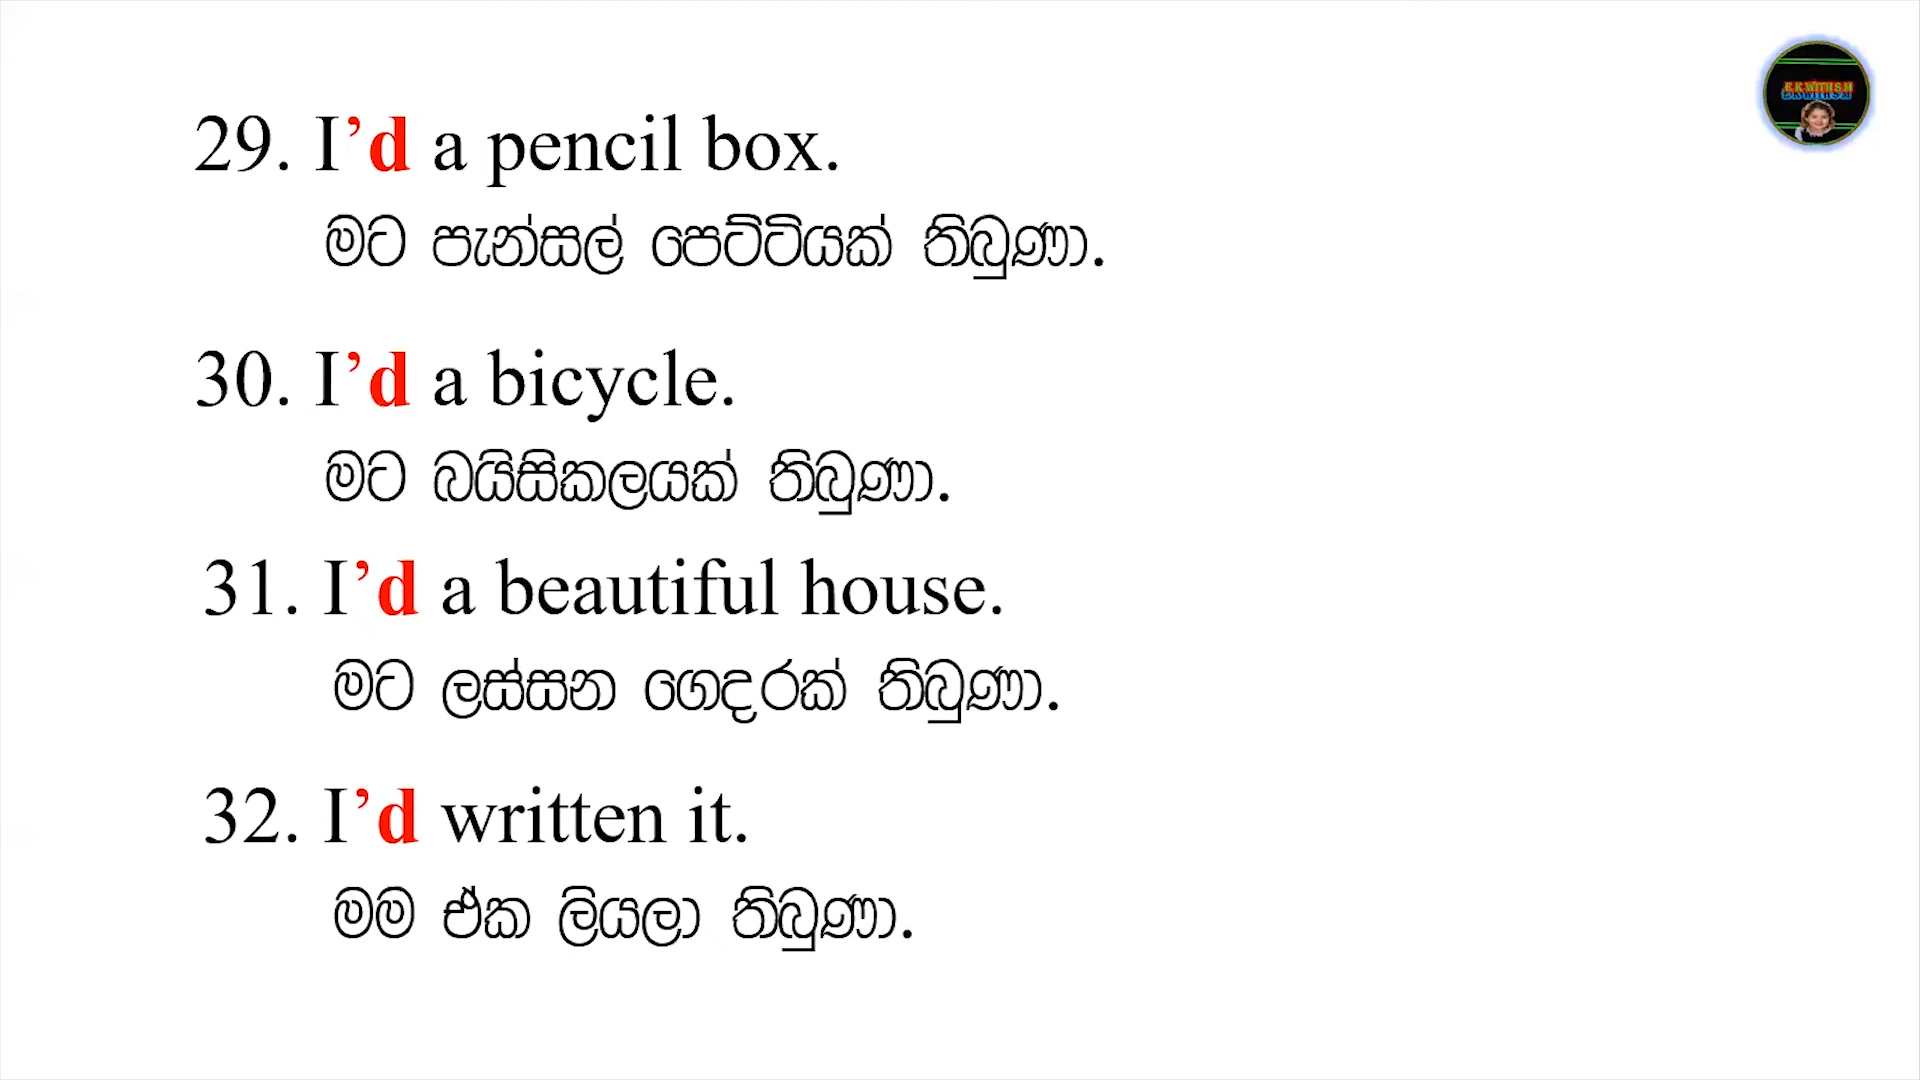 E.K WITH S M
29. I’d a pencil box.
මට පැන්සල් පෙට්ටියක් තිබුණා.
30. I’d a bicycle.
මට බයිසිකලයක් තිබුණා.
31. I’d a beautiful house.
මට ලස්සන ගෙදරක් තිබුණා.
32. I’d written it.
මම ඒක ලියලා තිබුණා.